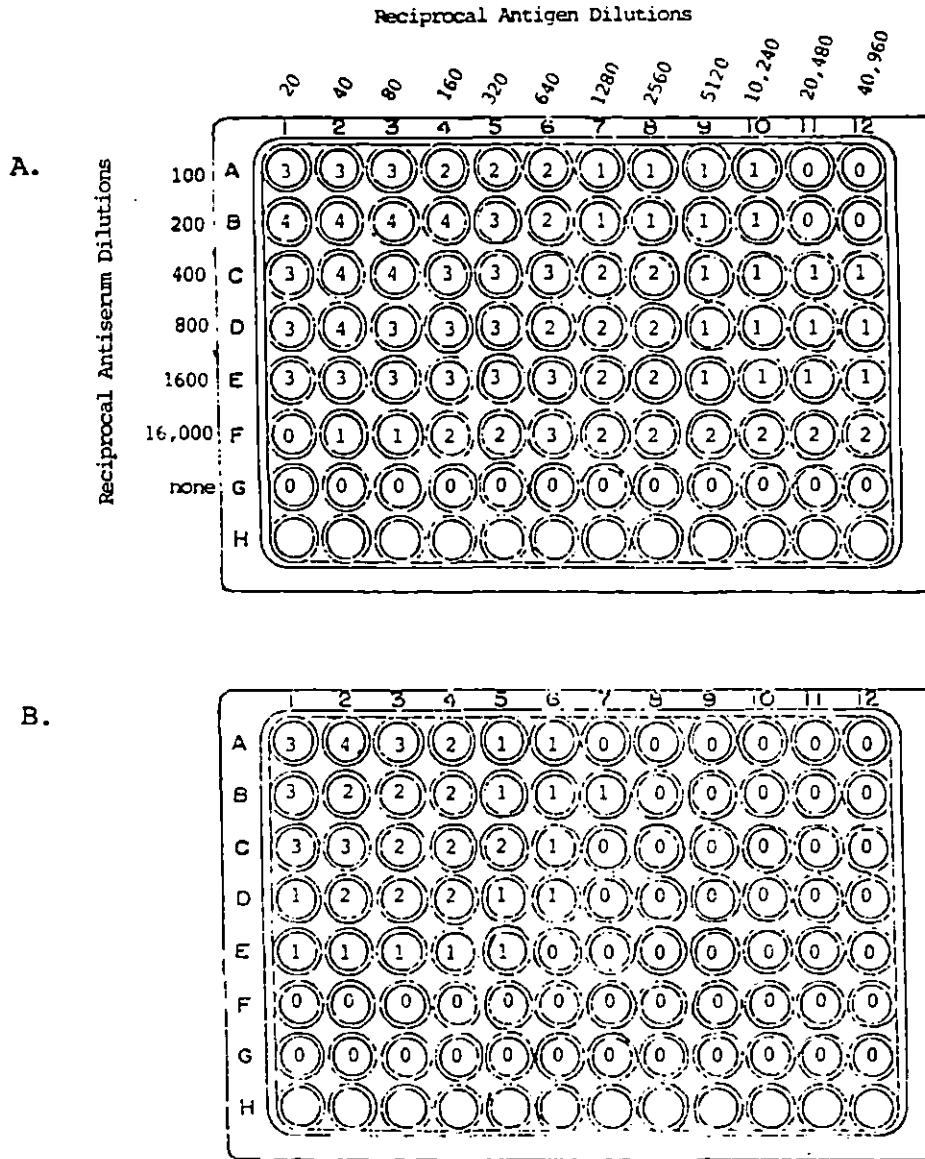 Reciprocal Antigen Dilutions
20 40 80 160 320 640 1280 2560 5120 10,240 20,480 40,960
1 2 3 4 5 6 7 8 9 10 11 12
A.
Reciprocal Antiserum Dilutions
100 A 3 3 3 2 2 2 1 1 1 1 0 0
200 B 4 4 4 4 3 2 1 1 1 1 0 0
400 C 3 4 4 3 3 3 2 2 1 1 1 1
800 D 3 4 3 3 3 2 2 2 1 1 1 1
1600 E 3 3 3 3 3 3 2 2 1 1 1 1
16,000 F 0 1 1 2 2 3 2 2 2 2 2 2
none G 0 0 0 0 0 0 0 0 0 0 0 0
H
B.
1 2 3 4 5 6 7 8 9 10 11 12
A 3 4 3 2 1 1 0 0 0 0 0 0
B 3 2 2 2 1 1 1 0 0 0 0 0
C 3 3 2 2 2 1 0 0 0 0 0 0
D 1 2 2 2 1 1 0 0 0 0 0 0
E 1 1 1 1 1 0 0 0 0 0 0 0
F 0 0 0 0 0 0 0 0 0 0 0 0
G 0 0 0 0 0 0 0 0 0 0 0 0
H